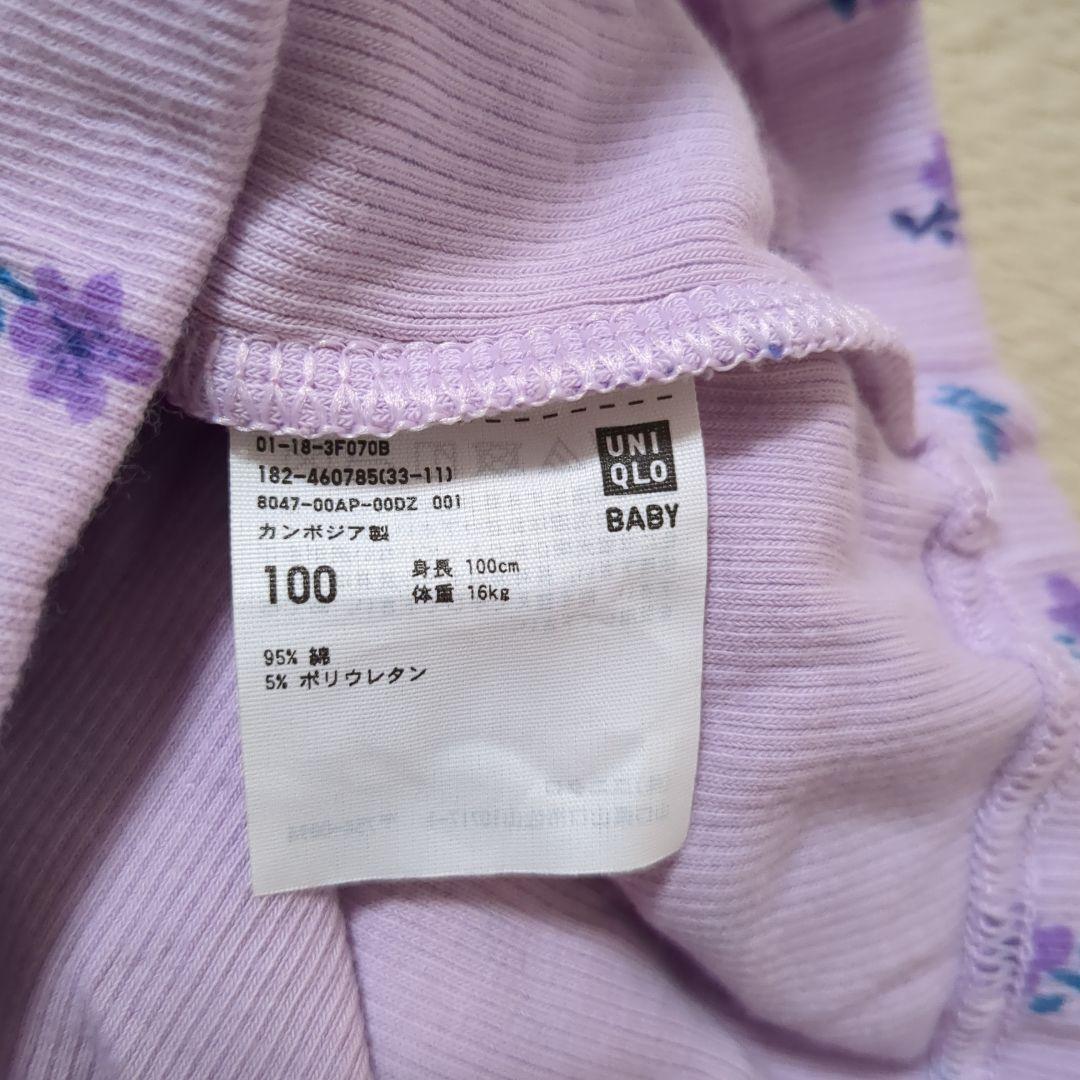 01-18-3F070B
182-460785(33-11)
8047-00AP-00DZ 001
カンボジア製
UNI
QLO
BABY
100
身長 100cm
体重 16kg
95% 綿
5% ポリウレタン